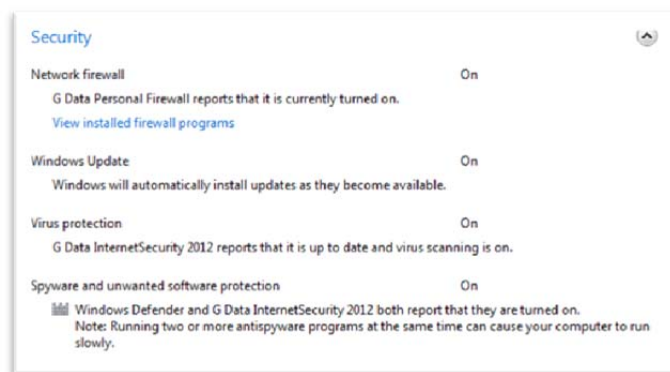 Security
Network firewall On
G Data Personal Firewall reports that it is currently turned on.
View installed firewall programs
Windows Update On
Windows will automatically install updates as they become available.
Virus protection On
G Data InternetSecurity 2012 reports that it is up to date and virus scanning is on.
Spyware and unwanted software protection On
Windows Defender and G Data InternetSecurity 2012 both report that they are turned on.
Note: Running two or more antispyware programs at the same time can cause your computer to run
slowly.